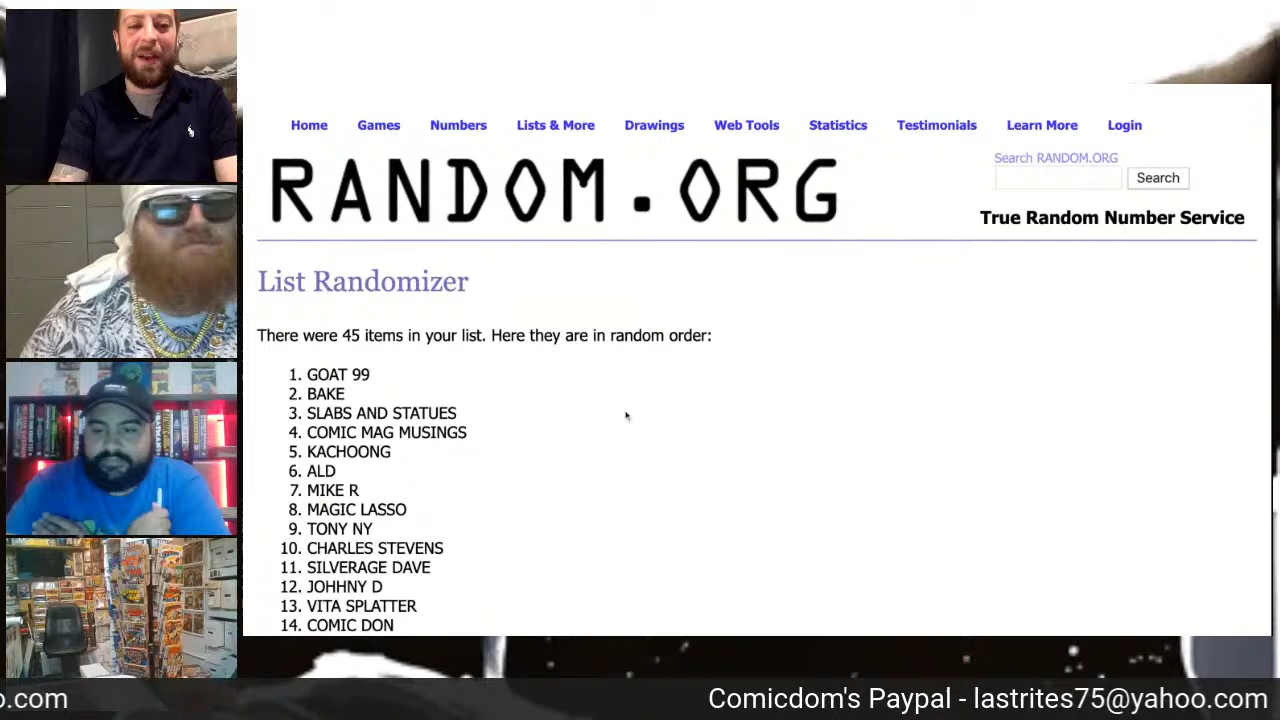 Home Games Numbers Lists & More Drawings Web Tools Statistics Testimonials Learn More Login
RANDOM.ORG
Search RANDOM.ORG
Search
True Random Number Service
List Randomizer
There were 45 items in your list. Here they are in random order:
1. GOAT 99
2. BAKE
3. SLABS AND STATUES
4. COMIC MAG MUSINGS
5. KACHOONG
6. ALD
7. MIKE R
8. MAGIC LASSO
9. TONY NY
10. CHARLES STEVENS
11. SILVERAGE DAVE
12. JOHHNY D
13. VITA SPLATTER
14. COMIC DON
o.com Comicdom's Paypal - lastrites75@yahoo.com